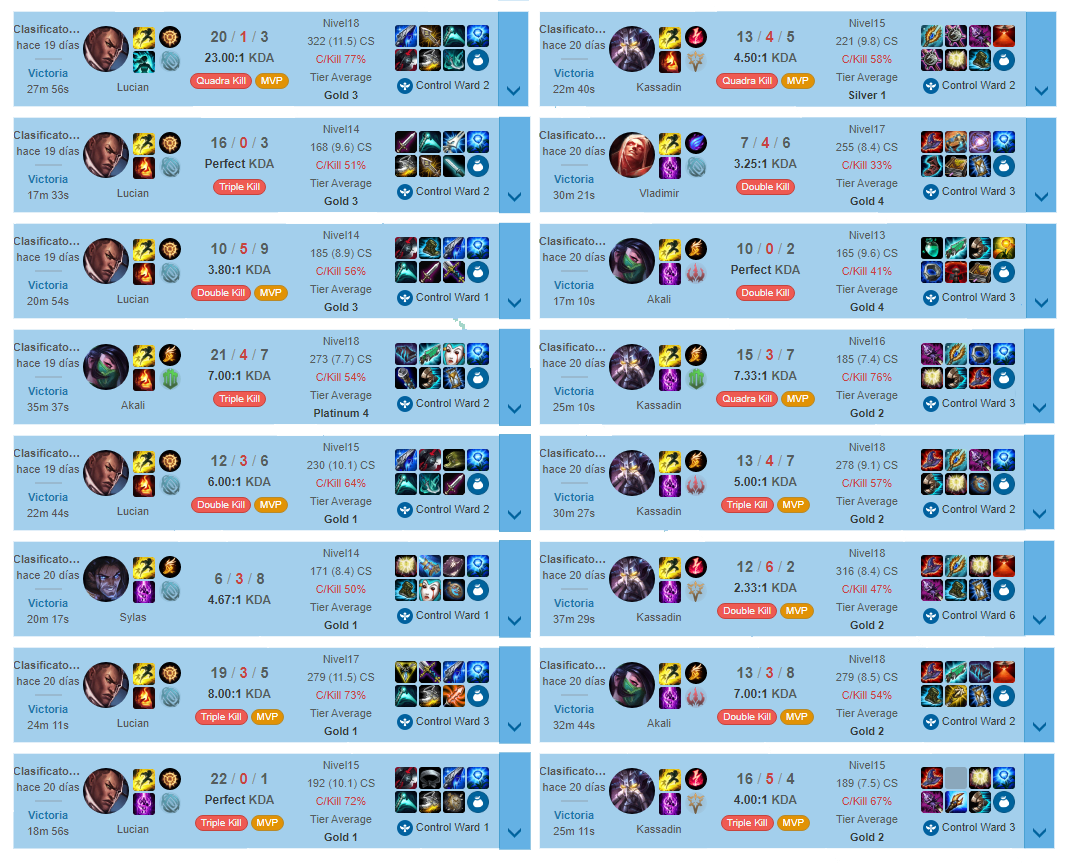 Clasificato...
hace 19 días
Victoria
27m 56s
Lucian
20 / 1 / 3
23.00:1 KDA
Quadra Kill MVP
Nivel18
322 (11.5) CS
C/Kill 77%
Tier Average
Gold 3
Control Ward 2
Clasificato...
hace 20 días
Victoria
22m 40s
Kassadin
13 / 4 / 5
4.50:1 KDA
Quadra Kill MVP
Nivel15
221 (9.8) CS
C/Kill 58%
Tier Average
Silver 1
Control Ward 2
Clasificato...
hace 19 días
Victoria
17m 33s
Lucian
16 / 0 / 3
Perfect KDA
Triple Kill
Nivel14
168 (9.6) CS
C/Kill 51%
Tier Average
Gold 3
Control Ward 2
Clasificato...
hace 20 días
Victoria
30m 21s
Vladimir
7 / 4 / 6
3.25:1 KDA
Double Kill
Nivel17
255 (8.4) CS
C/Kill 33%
Tier Average
Gold 4
Control Ward 3
Clasificato...
hace 19 días
Victoria
20m 54s
Lucian
10 / 5 / 9
3.80:1 KDA
Double Kill MVP
Nivel14
185 (8.9) CS
C/Kill 56%
Tier Average
Gold 3
Control Ward 1
Clasificato...
hace 20 días
Victoria
17m 10s
Akali
10 / 0 / 2
Perfect KDA
Double Kill
Nivel13
165 (9.6) CS
C/Kill 41%
Tier Average
Gold 4
Control Ward 3
Clasificato...
hace 19 días
Victoria
35m 37s
Akali
21 / 4 / 7
7.00:1 KDA
Triple Kill
Nivel18
273 (7.7) CS
C/Kill 54%
Tier Average
Platinum 4
Control Ward 2
Clasificato...
hace 20 días
Victoria
25m 10s
Kassadin
15 / 3 / 7
7.33:1 KDA
Quadra Kill MVP
Nivel16
185 (7.4) CS
C/Kill 76%
Tier Average
Gold 2
Control Ward 3
Clasificato...
hace 19 días
Victoria
22m 44s
Lucian
12 / 3 / 6
6.00:1 KDA
Double Kill MVP
Nivel15
230 (10.1) CS
C/Kill 64%
Tier Average
Gold 1
Control Ward 2
Clasificato...
hace 20 días
Victoria
30m 27s
Kassadin
13 / 4 / 7
5.00:1 KDA
Triple Kill MVP
Nivel18
278 (9.1) CS
C/Kill 57%
Tier Average
Gold 2
Control Ward 2
Clasificato...
hace 20 días
Victoria
20m 17s
Sylas
6 / 3 / 8
4.67:1 KDA
Nivel14
171 (8.4) CS
C/Kill 50%
Tier Average
Gold 1
Control Ward 1
Clasificato...
hace 20 días
Victoria
37m 29s
Kassadin
12 / 6 / 2
2.33:1 KDA
Double Kill MVP
Nivel18
316 (8.4) CS
C/Kill 47%
Tier Average
Gold 2
Control Ward 6
Clasificato...
hace 20 días
Victoria
24m 11s
Lucian
19 / 3 / 5
8.00:1 KDA
Triple Kill MVP
Nivel17
279 (11.5) CS
C/Kill 73%
Tier Average
Gold 1
Control Ward 3
Clasificato...
hace 20 días
Victoria
32m 44s
Akali
13 / 3 / 8
7.00:1 KDA
Double Kill MVP
Nivel18
279 (8.5) CS
C/Kill 54%
Tier Average
Gold 2
Control Ward 2
Clasificato...
hace 20 días
Victoria
18m 56s
Lucian
22 / 0 / 1
Perfect KDA
Triple Kill MVP
Nivel15
192 (10.1) CS
C/Kill 72%
Tier Average
Gold 1
Control Ward 1
Clasificato...
hace 20 días
Victoria
25m 11s
Kassadin
16 / 5 / 4
4.00:1 KDA
Triple Kill MVP
Nivel15
189 (7.5) CS
C/Kill 67%
Tier Average
Gold 2
Control Ward 3